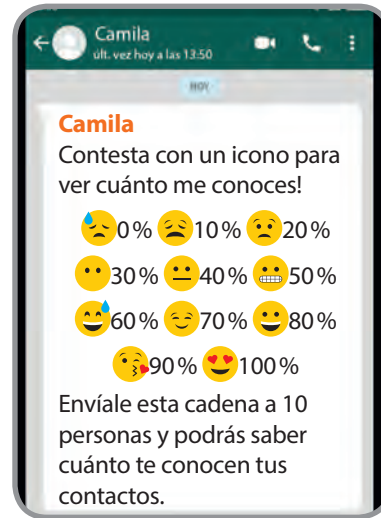 Camila
últ. vez hoy a las 13:50
HOY
Camila
Contesta con un icono para
ver cuánto me conoces!
0% 10% 20%
30% 40% 50%
60% 70% 80%
90% 100%
Envíale esta cadena a 10
personas y podrás saber
cuánto te conocen tus
contactos.